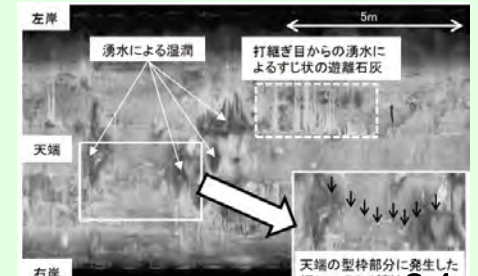 左岸
5m
湧水による湿潤
打継ぎ目からの湧水に
よるすじ状の遊離石灰
天端
天端の型枠部分に発生した
右岸